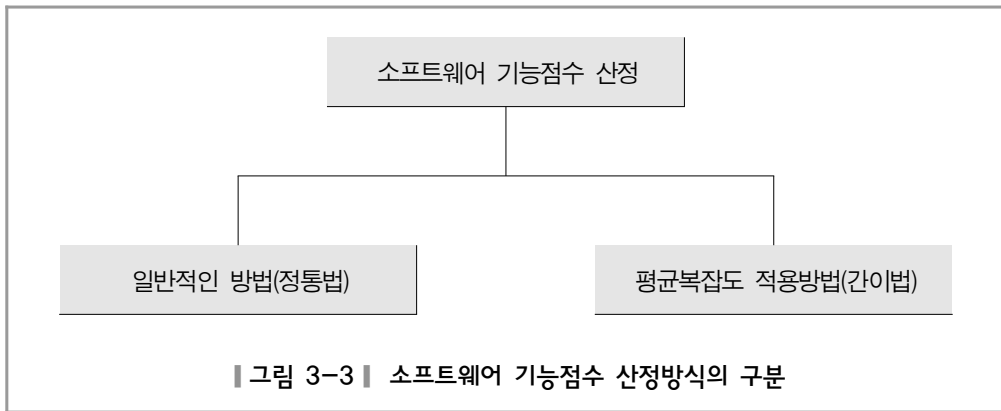 소프트웨어 기능점수 산정
일반적인 방법(정통법)
평균복잡도 적용방법(간이법)
∥그림 3-3∥ 소프트웨어 기능점수 산정방식의 구분